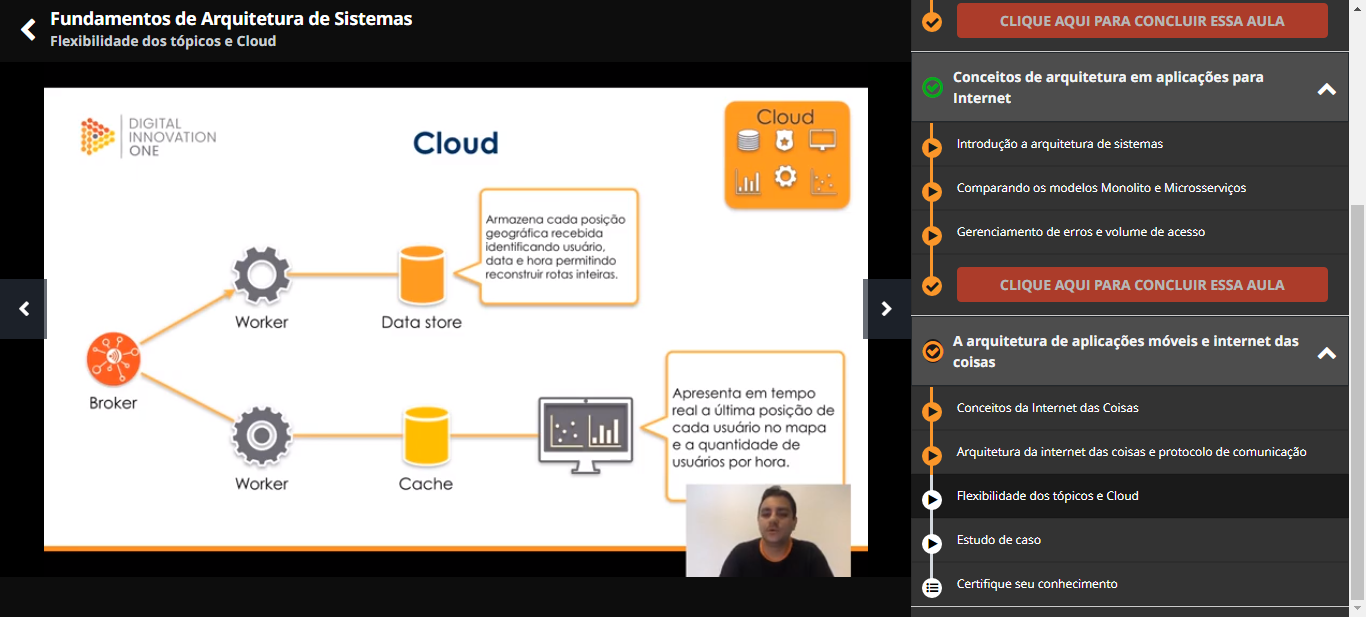 Fundamentos de Arquitetura de Sistemas
Flexibilidade dos tópicos e Cloud
DIGITAL
INNOVATION
ONE
Cloud
Cloud
Armazena cada posição
geográfica recebida
identificando usuário,
data e hora permitindo
reconstruir rotas inteiras.
Worker
Data store
Broker
Apresenta em tempo
real a última posição de
cada usuário no mapa
e a quantidade de
usuários por hora.
Worker
Cache
CLIQUE AQUI PARA CONCLUIR ESSA AULA
Conceitos de arquitetura em aplicações para
Internet
Introdução a arquitetura de sistemas
Comparando os modelos Monolito e Microsserviços
Gerenciamento de erros e volume de acesso
CLIQUE AQUI PARA CONCLUIR ESSA AULA
A arquitetura de aplicações móveis e internet das
coisas
Conceitos da Internet das Coisas
Arquitetura da internet das coisas e protocolo de comunicação
Flexibilidade dos tópicos e Cloud
Estudo de caso
Certifique seu conhecimento